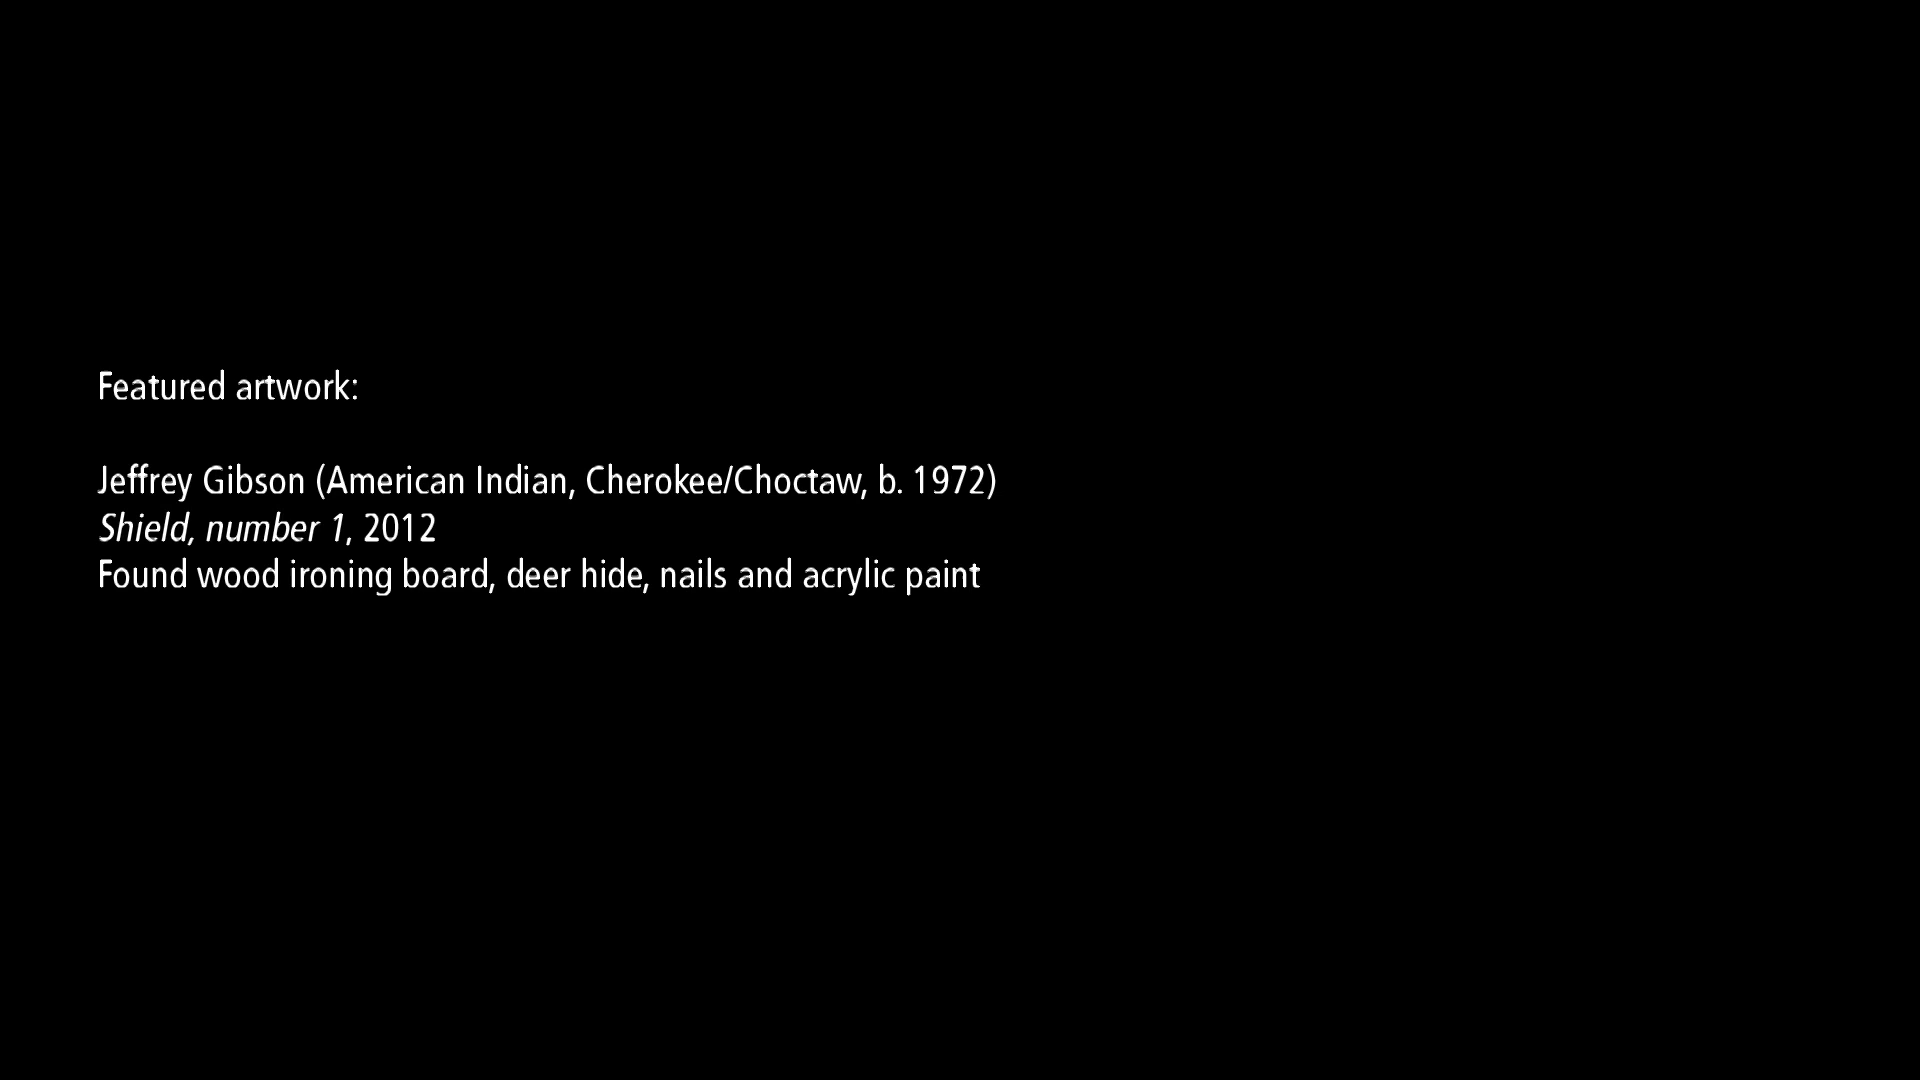 Featured artwork:
Jeffrey Gibson (American Indian, Cherokee/Choctaw, b. 1972)
Shield, number 1, 2012
Found wood ironing board, deer hide, nails and acrylic paint